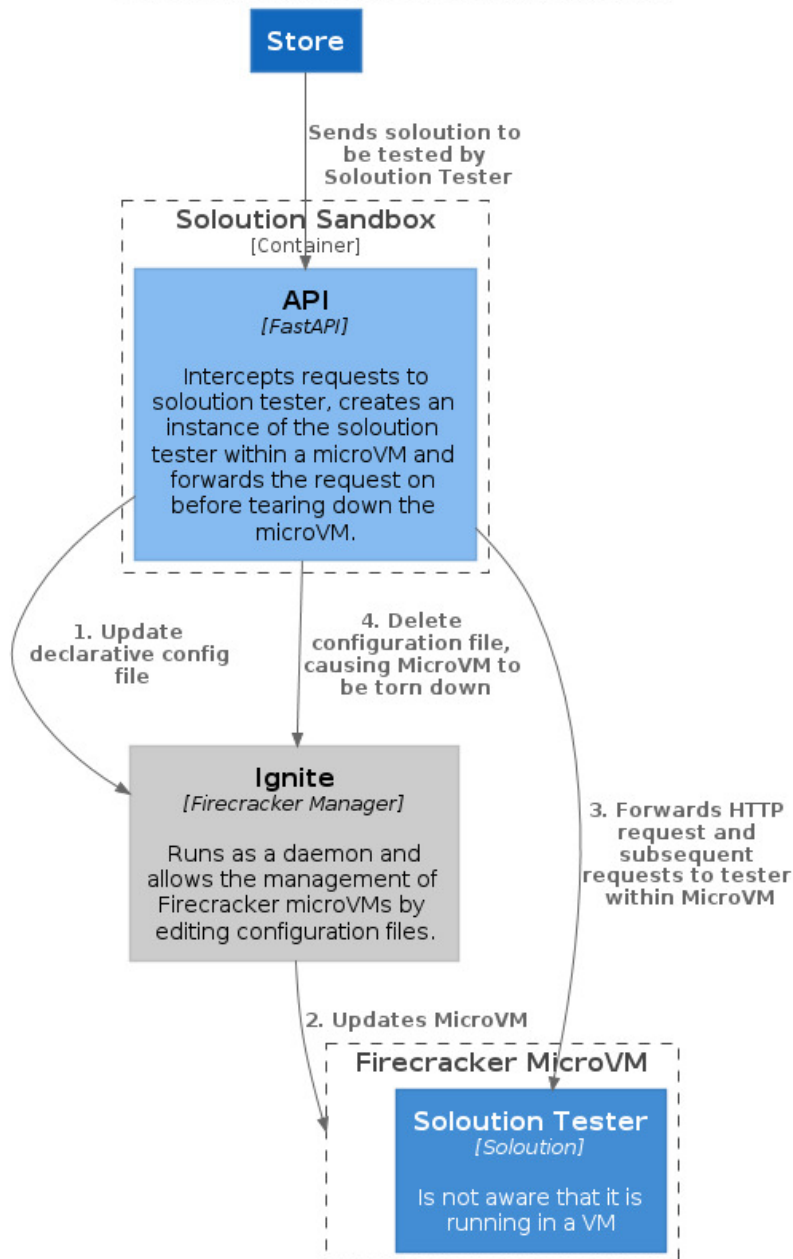 Store
Sends soloution to
be tested by
Soloution Tester
Soloution Sandbox
[Container]
API
[FastAPI]
Intercepts requests to
soloution tester, creates an
instance of the soloution
tester within a microVM and
forwards the request on
before tearing down the
microVM.
1. Update
declarative config
file
4. Delete
configuration file,
causing MicroVM to
be torn down
Ignite
[Firecracker Manager]
Runs as a daemon and
allows the management of
Firecracker microVMs by
editing configuration files.
3. Forwards HTTP
request and
subsequent
requests to tester
within MicroVM
2. Updates MicroVM
Firecracker MicroVM
Soloution Tester
[Soloution]
Is not aware that it is
running in a VM